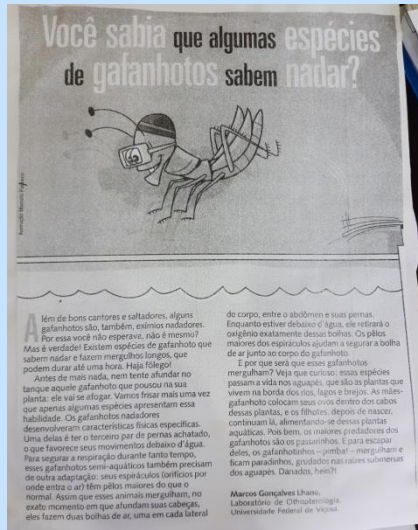 Você sabia que algumas espécies
de gafanhotos sabem nadar?
Além de bons cantores e saltadores, alguns
gafanhotos são, também, exímios nadadores.
Por essa você não esperava, não é mesmo?
Mas é verdade! Existem espécies de gafanhoto que
sabem nadar e fazem mergulhos longos, que
podem durar até uma hora. Haja fôlego!
Antes de mais nada, nem tente afundar no
tanque aquele gafanhoto que pousou na sua
planta: ele vai se afogar. Vamos frisar mais uma vez
que apenas algumas espécies apresentam essa
habilidade. Os gafanhotos nadadores
desenvolveram características físicas específicas.
Uma delas é ter o terceiro par de pernas achatado,
o que favorece seus movimentos debaixo d'água.
Para segurar a respiração durante tanto tempo,
esses gafanhotos semi-aquáticos também precisam
de outra adaptação: seus espiráculos (orifícios por
onde entra o ar) têm pêlos maiores do que o
normal. Assim que esses animais mergulham, no
exato momento em que afundam suas cabeças,
eles fazem duas bolhas de ar, uma em cada lateral
do corpo, entre o abdômen e suas pernas.
Enquanto estiver debaixo d'água, ele retirará o
oxigênio exatamente dessas bolhas. Os pêlos
maiores dos espiráculos ajudam a segurar a bolha
de ar junto ao corpo do gafanhoto.
E por que será que esses gafanhotos
mergulham? Veja que curioso: essas espécies
passam a vida nos aguapés, que são as plantas que
vivem na borda dos rios, lagos e brejos. As mães-
gafanhoto colocam seus ovos dentro dos cabos
dessas plantas, e os filhotes, depois de nascer,
continuam lá, alimentando-se dessas plantas
aquáticas. Pois bem, os maiores predadores dos
gafanhotos são os passarinhos. E para escapar
deles, os gafanhotinhos – pimba! – mergulham e
ficam paradinhos, grudados nas raízes submersas
dos aguapés. Danados, hein?!
Marcos Gonçalves Lhano,
Laboratório de Orthopterologia,
Universidade Federal de Viçosa.